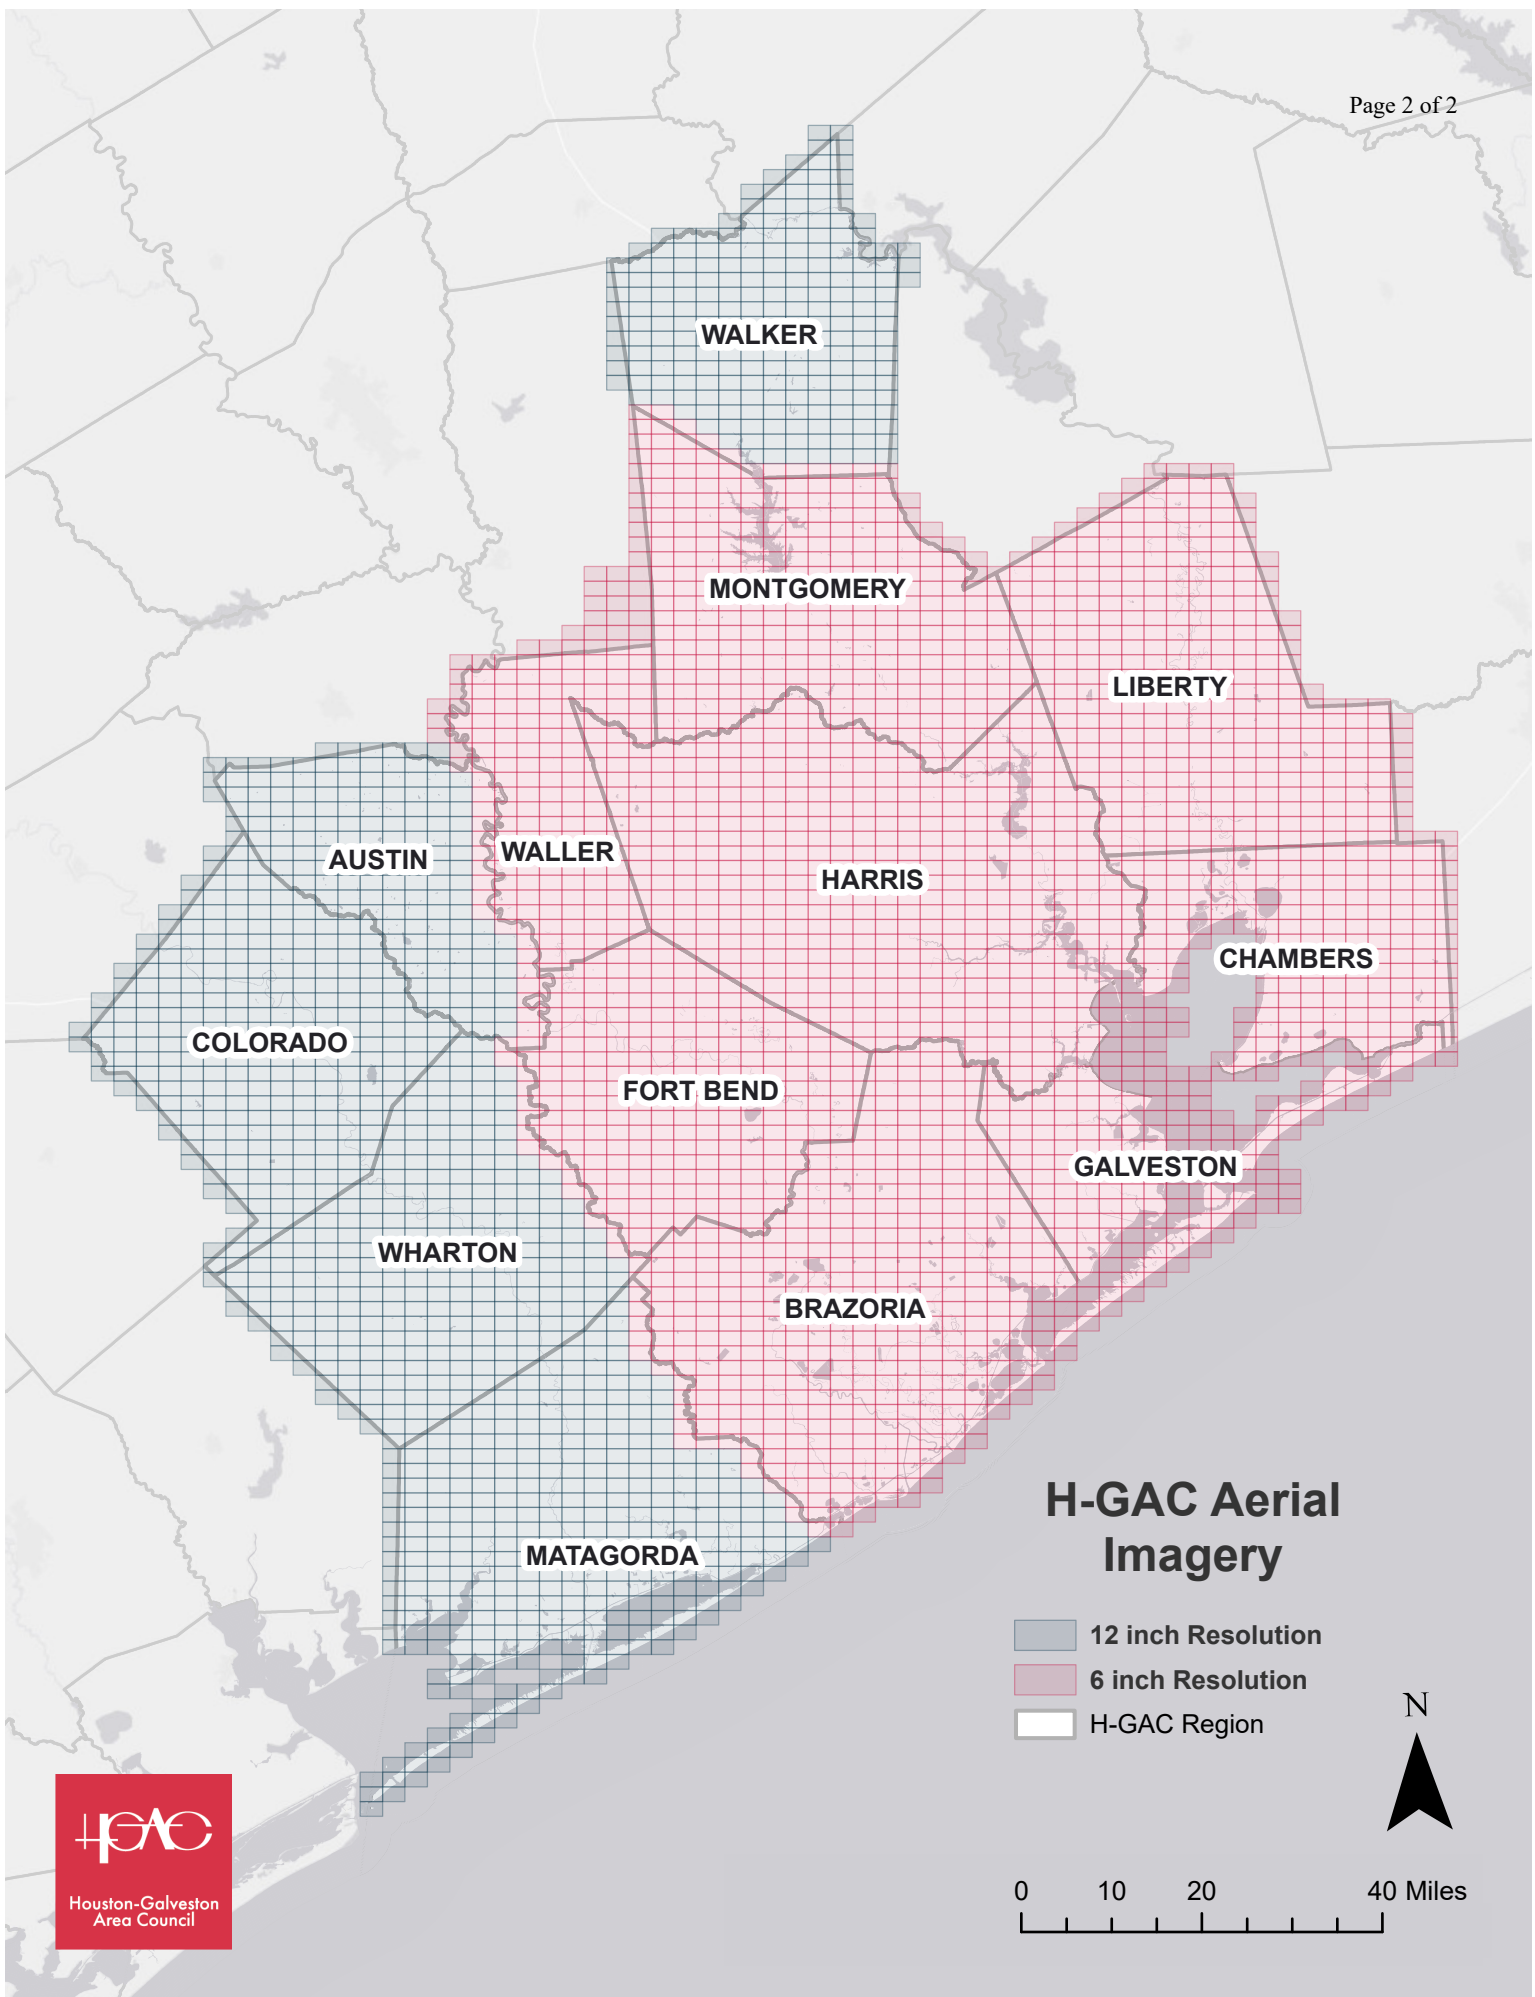 Page 2 of 2
WALKER
MONTGOMERY
LIBERTY
AUSTIN
WALLER
HARRIS
CHAMBERS
COLORADO
FORT BEND
GALVESTON
WHARTON
BRAZORIA
MATAGORDA
H-GAC Aerial
Imagery
12 inch Resolution
6 inch Resolution
H-GAC Region
N
0 10 20 40 Miles
HGAC
Houston-Galveston
Area Council